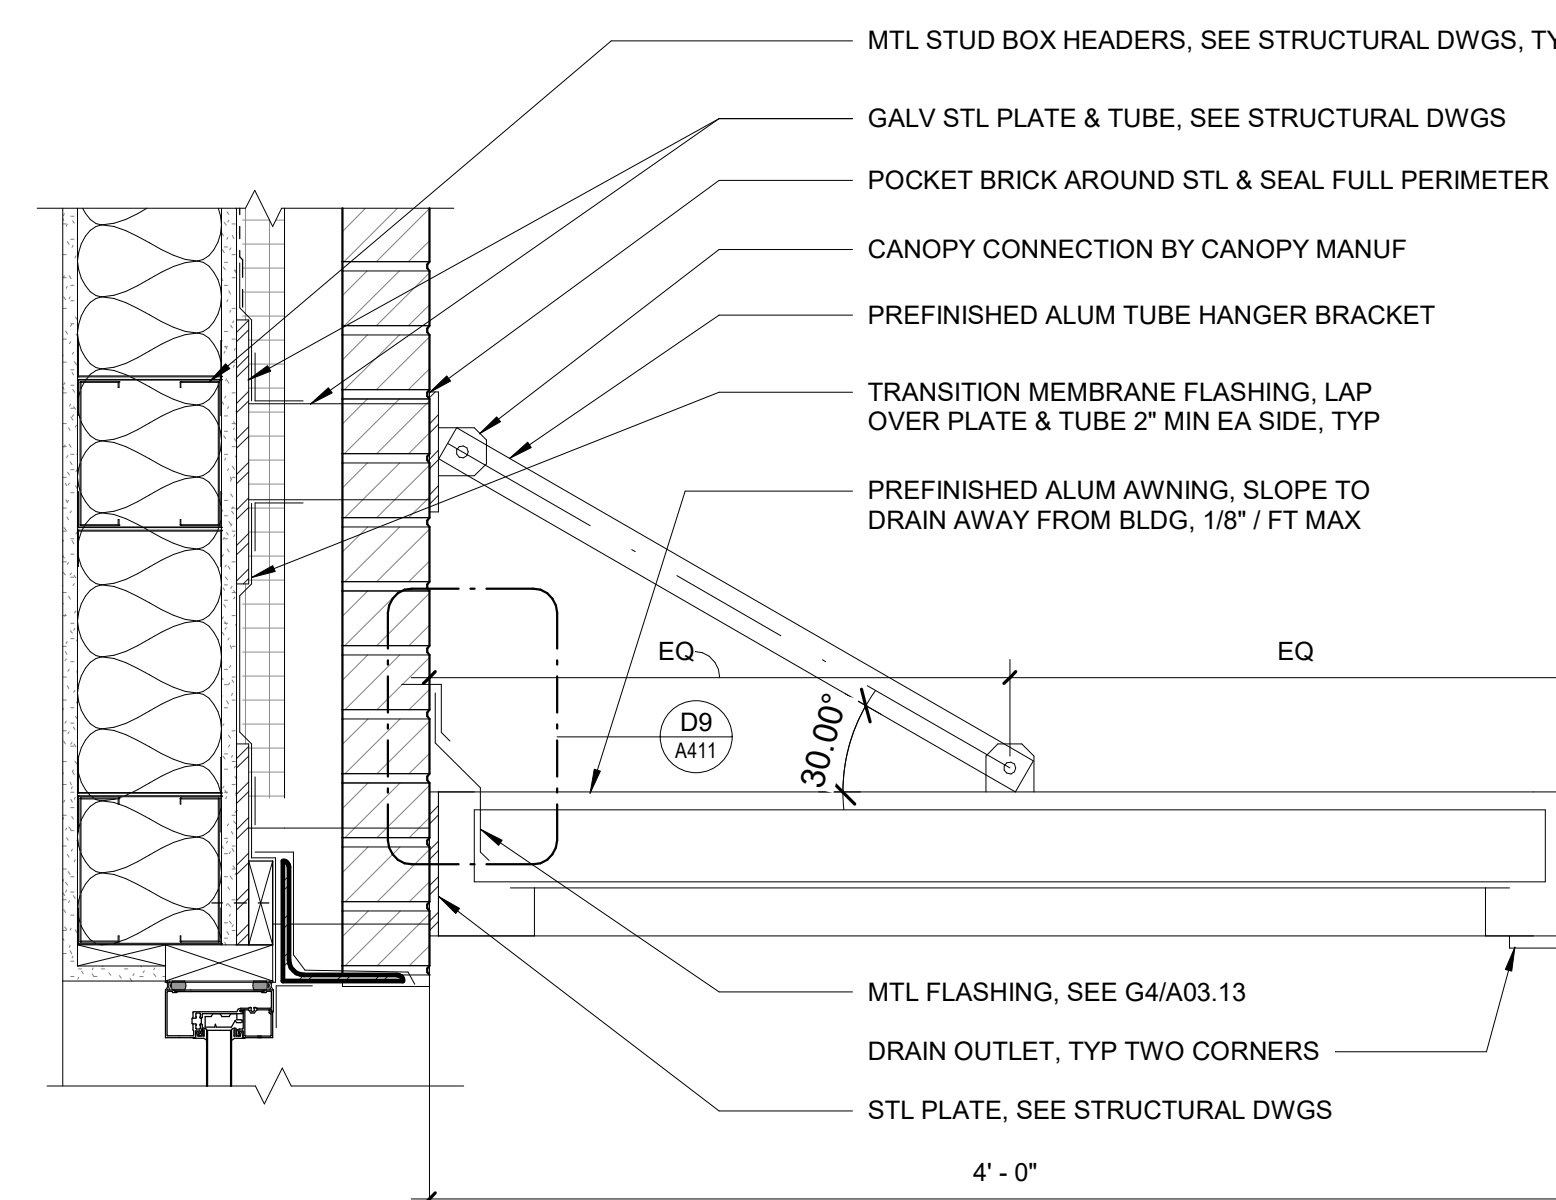 MTL STUD BOX HEADERS, SEE STRUCTURAL DWGS,
GALV STL PLATE & TUBE, SEE STRUCTURAL DWGS
POCKET BRICK AROUND STL & SEAL FULL PERIMETER
CANOPY CONNECTION BY CANOPY MANUF
PREFINISHED ALUM TUBE HANGER BRACKET
TRANSITION MEMBRANE FLASHING, LAP
OVER PLATE & TUBE 2" MIN EA SIDE, TYP
PREFINISHED ALUM AWNING, SLOPE TO
DRAIN AWAY FROM BLDG, 1/8" / FT MAX
EQ
EQ
D9
A411
30.00°
MTL FLASHING, SEE G4/A03.13
DRAIN OUTLET, TYP TWO CORNERS
STL PLATE, SEE STRUCTURAL DWGS
4' - 0"